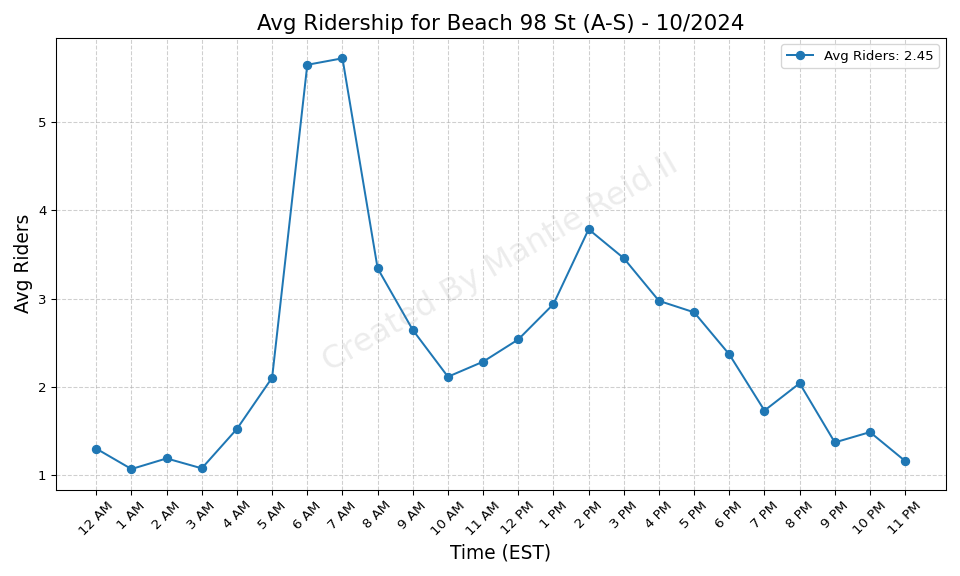 Avg Ridership for Beach 98 St (A-S) - 10/2024
Avg Riders: 2.45
Avg Riders
5
4
3
2
1
Created By Mantie Reid II
12 AM
1 AM
2 AM
3 AM
4 AM
5 AM
6 AM
7 AM
8 AM
9 AM
10 AM
11 AM
12 PM
1 PM
2 PM
3 PM
4 PM
5 PM
6 PM
7 PM
8 PM
9 PM
10 PM
11 PM
Time (EST)